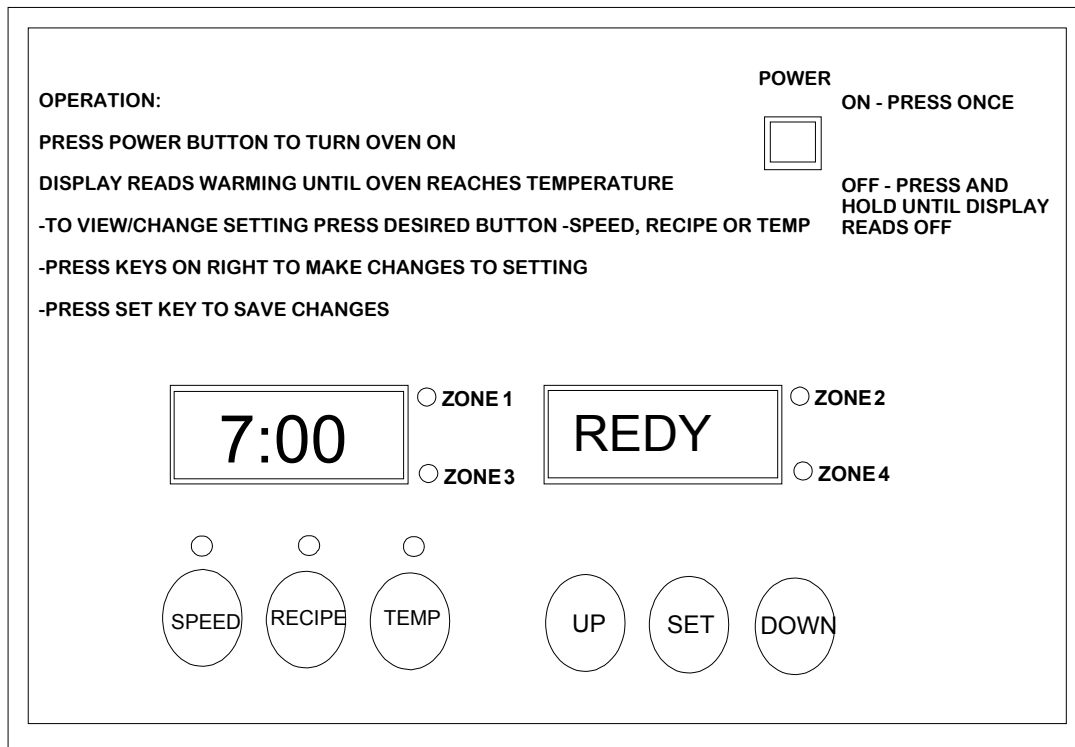 POWER
OPERATION:
ON - PRESS ONCE
PRESS POWER BUTTON TO TURN OVEN ON
DISPLAY READS WARMING UNTIL OVEN REACHES TEMPERATURE
OFF - PRESS AND
HOLD UNTIL DISPLAY
READS OFF
-TO VIEW/CHANGE SETTING PRESS DESIRED BUTTON -SPEED, RECIPE OR TEMP
-PRESS KEYS ON RIGHT TO MAKE CHANGES TO SETTING
-PRESS SET KEY TO SAVE CHANGES
7:00
ZONE 1
ZONE 3
REDY
ZONE 2
ZONE 4
SPEED
RECIPE
TEMP
UP
SET
DOWN